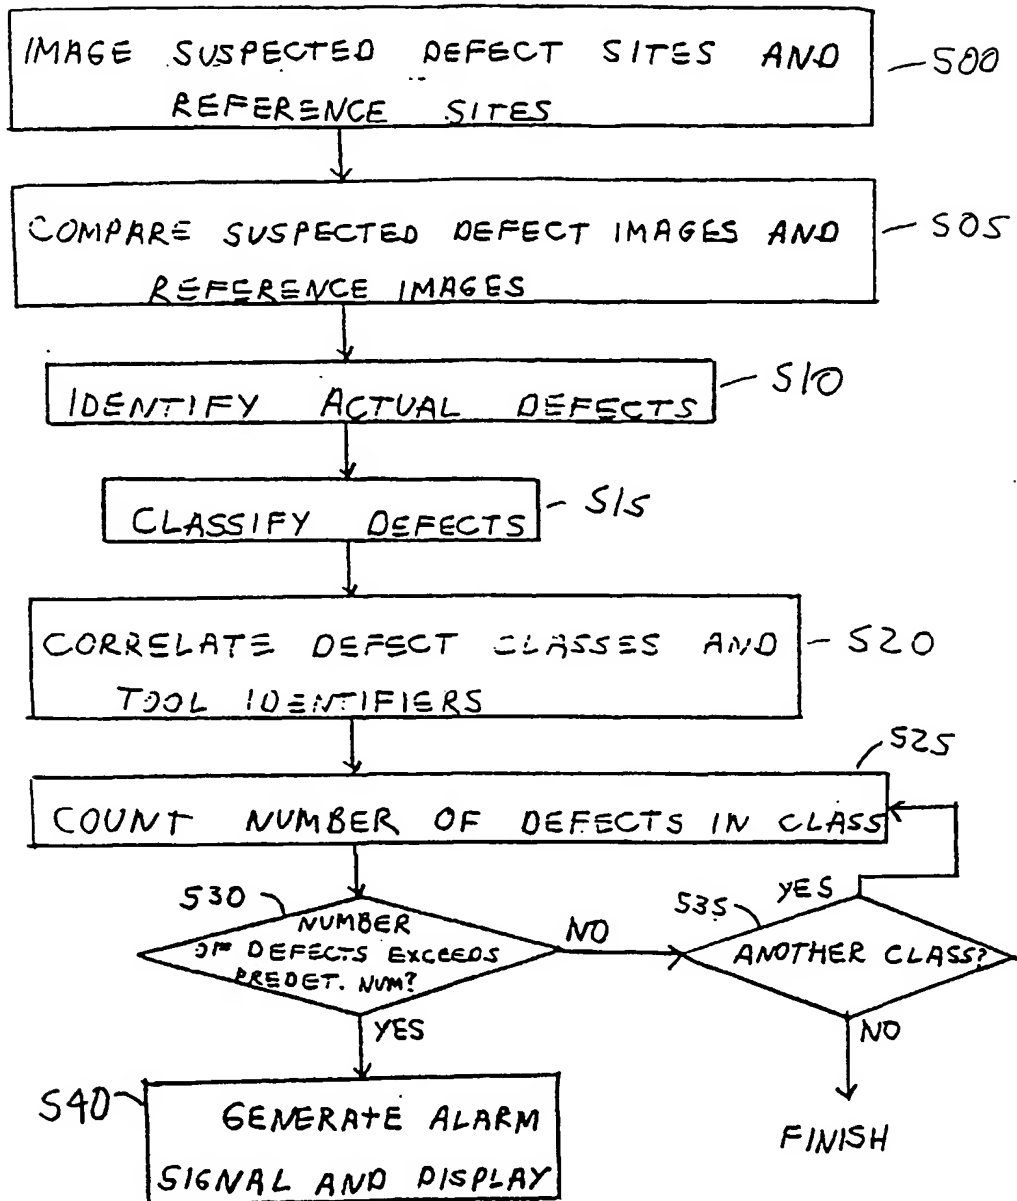 IMAGE SUSPECTED DEFECT SITES AND
REFERENCE SITES
500
COMPARE SUSPECTED DEFECT IMAGES AND
REFERENCE IMAGES
505
IDENTIFY ACTUAL DEFECTS
510
CLASSIFY DEFECTS
515
CORRELATE DEFECT CLASSES AND
TOOL IDENTIFIERS
520
525
COUNT NUMBER OF DEFECTS IN CLASS
530
NUMBER
OF DEFECTS EXCEEDS
PREDET. NUM?
NO
YES
535
YES
ANOTHER CLASS?
NO
FINISH
540
GENERATE ALARM
SIGNAL AND DISPLAY